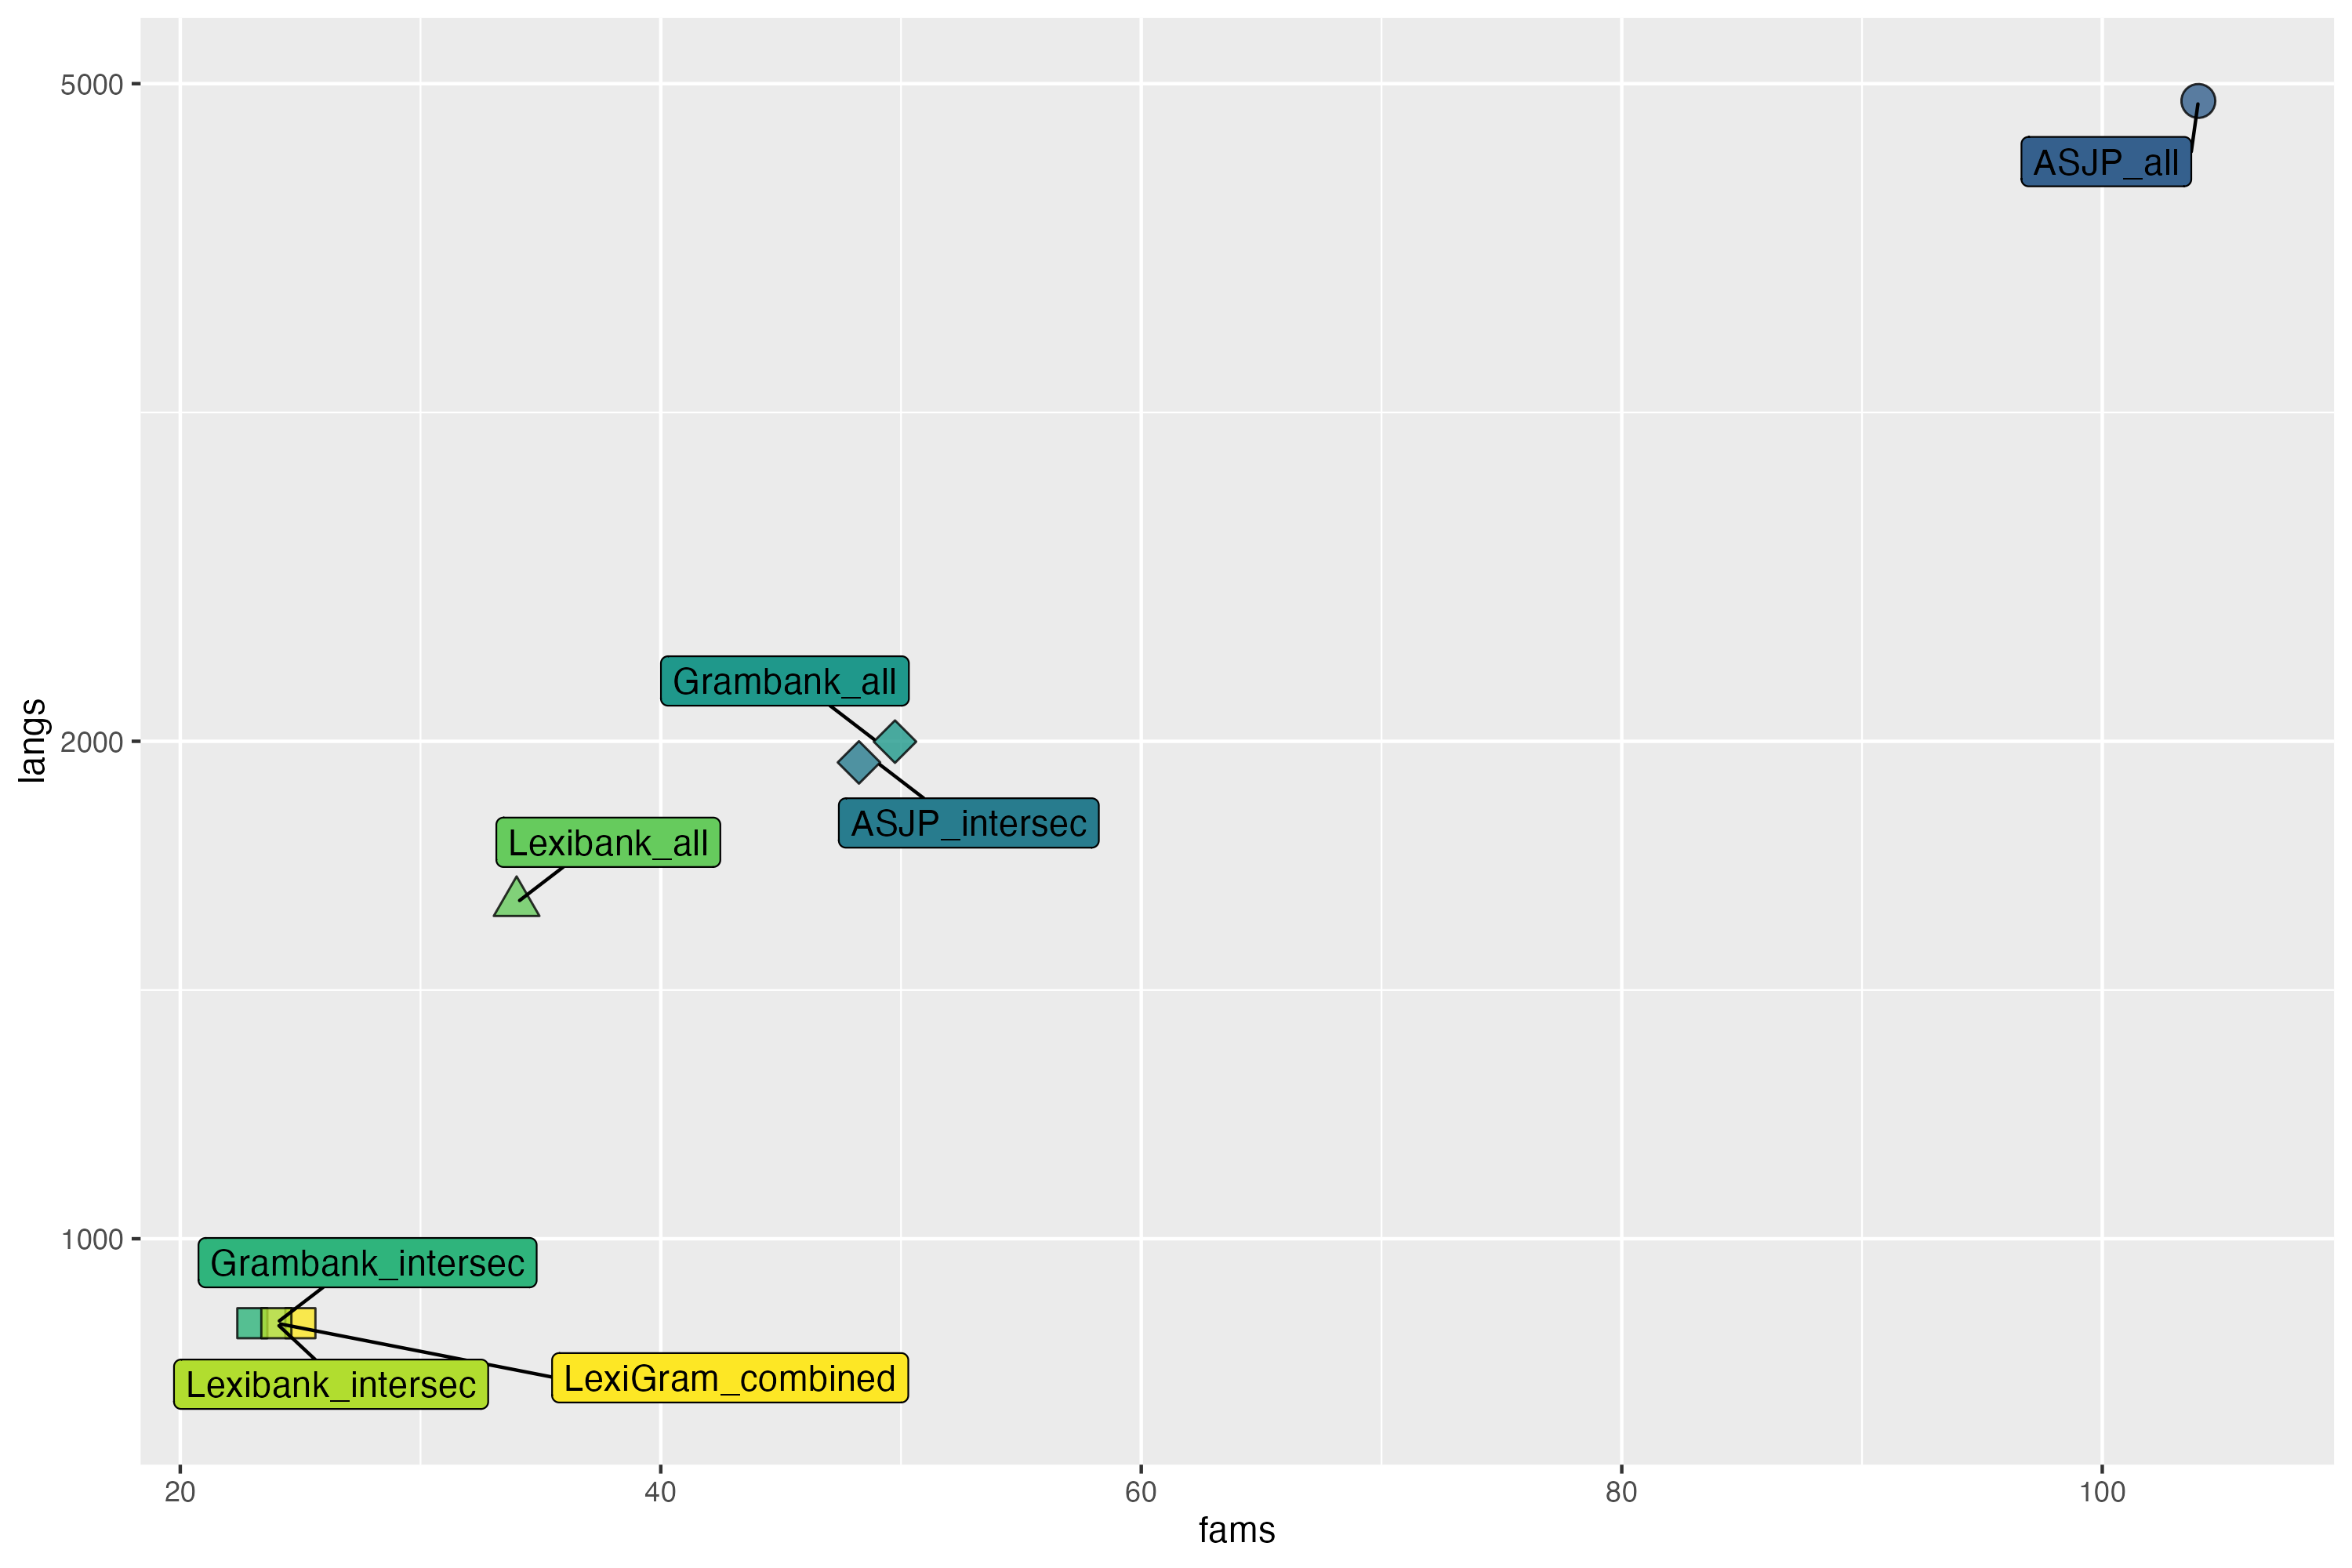 5000
ASJP_all
Grambank_all
langs
2000
ASJP_intersec
Lexibank_all
1000
Grambank_intersec
Lexibank_intersec
LexiGram_combined
20 40 60 80 100
fams